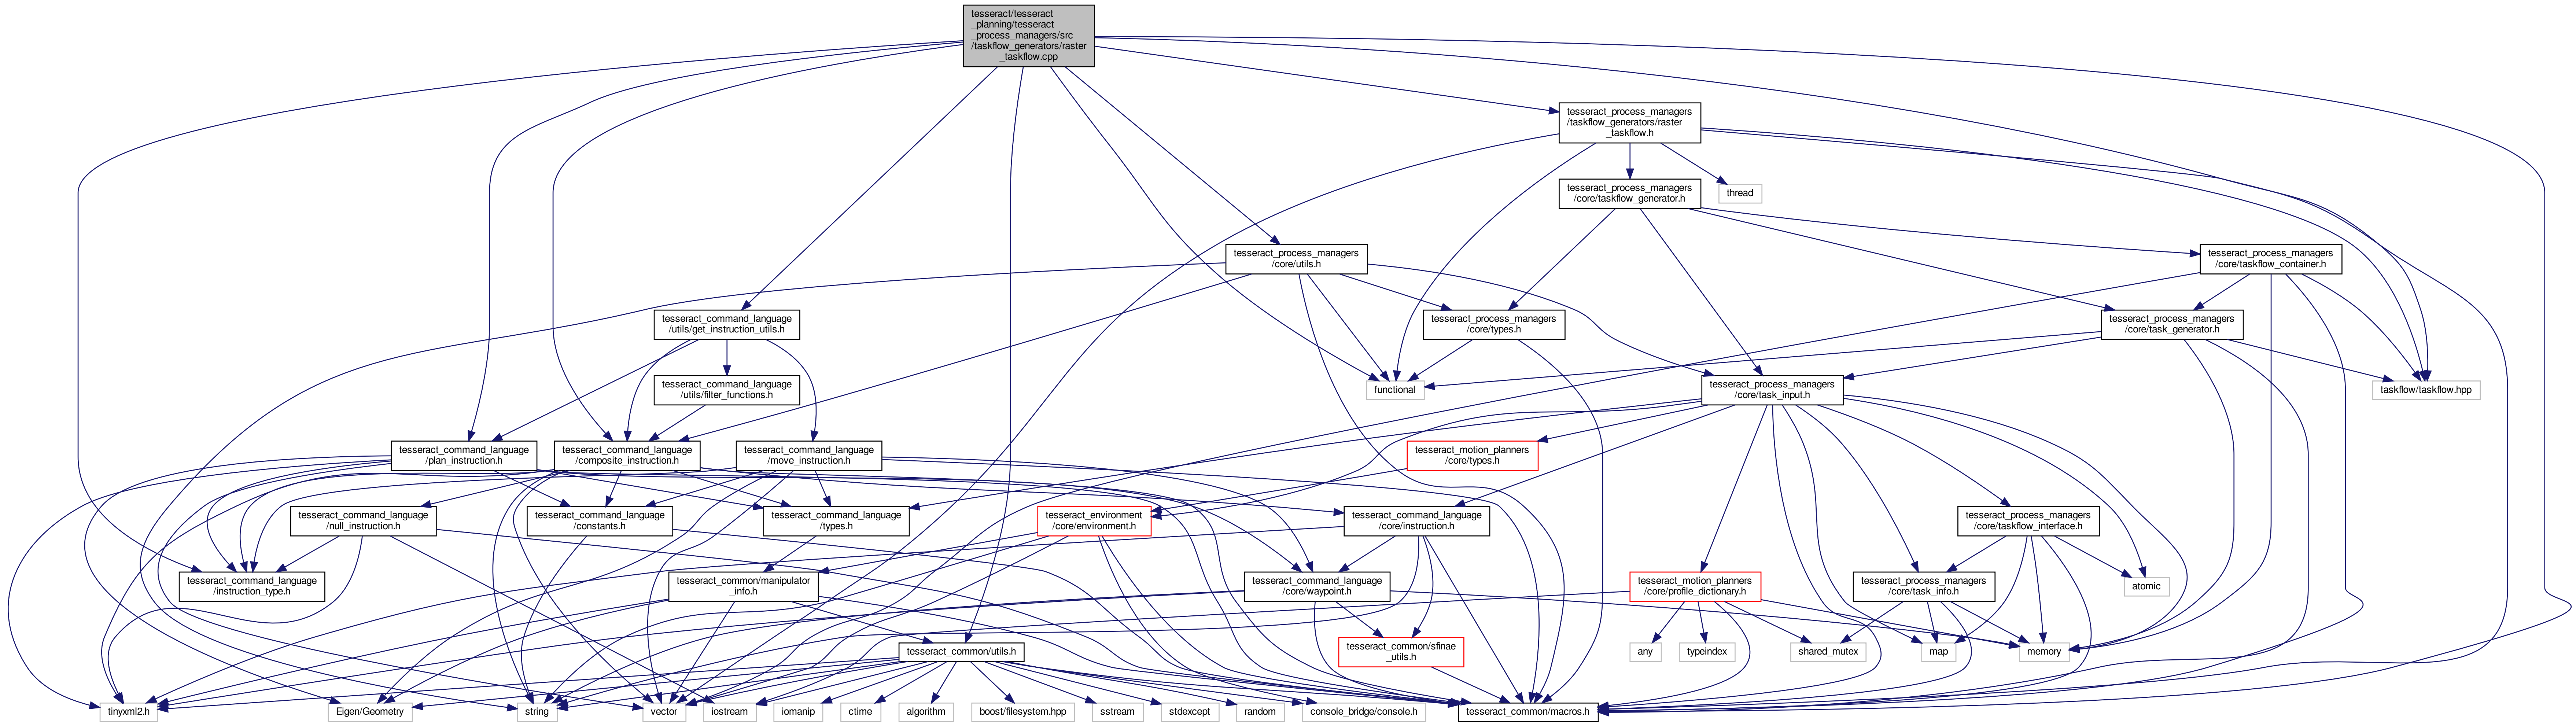 tesseract/tesseract
_planning/tesseract
_process_managers/src
/taskflow_generators/raster
_taskflow.cpp
tesseract_process_managers
/taskflow_generators/raster
_taskflow.h
tesseract_process_managers
/core/taskflow_generator.h
thread
tesseract_process_managers
/core/utils.h
tesseract_process_managers
/core/taskflow_container.h
tesseract_command_language
/utils/get_instruction_utils.h
tesseract_process_managers
/core/types.h
tesseract_process_managers
/core/task_generator.h
tesseract_command_language
/utils/filter_functions.h
functional
tesseract_process_managers
/core/task_input.h
taskflow/taskflow.hpp
tesseract_command_language
/plan_instruction.h
tesseract_command_language
/composite_instruction.h
tesseract_command_language
/move_instruction.h
tesseract_motion_planners
/core/types.h
tesseract_command_language
/null_instruction.h
tesseract_command_language
/constants.h
tesseract_command_language
/types.h
tesseract_environment
/core/environment.h
tesseract_command_language
/core/instruction.h
tesseract_process_managers
/core/taskflow_interface.h
tesseract_command_language
/instruction_type.h
tesseract_common/manipulator
_info.h
tesseract_command_language
/core/waypoint.h
tesseract_motion_planners
/core/profile_dictionary.h
tesseract_process_managers
/core/task_info.h
atomic
tesseract_common/utils.h
tesseract_common/sfinae
_utils.h
any
typeindex
shared_mutex
map
memory
tinyxml2.h
Eigen/Geometry
string
vector
iostream
iomanip
ctime
algorithm
boost/filesystem.hpp
sstream
stdexcept
random
console_bridge/console.h
tesseract_common/macros.h